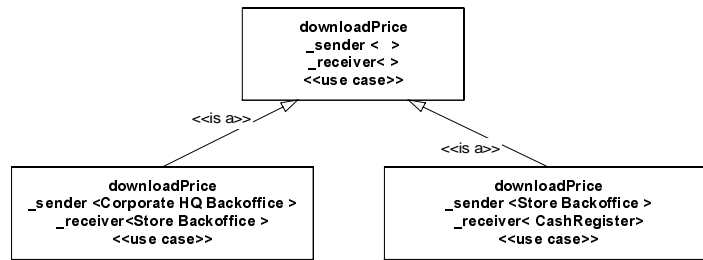 downloadPrice
_sender <  >
_receiver< >
<<use case>>
<<is a>>
<<is a>>
downloadPrice
_sender <Corporate HQ Backoffice >
_receiver<Store Backoffice >
<<use case>>
downloadPrice
_sender <Store Backoffice >
_receiver< CashRegister>
<<use case>>